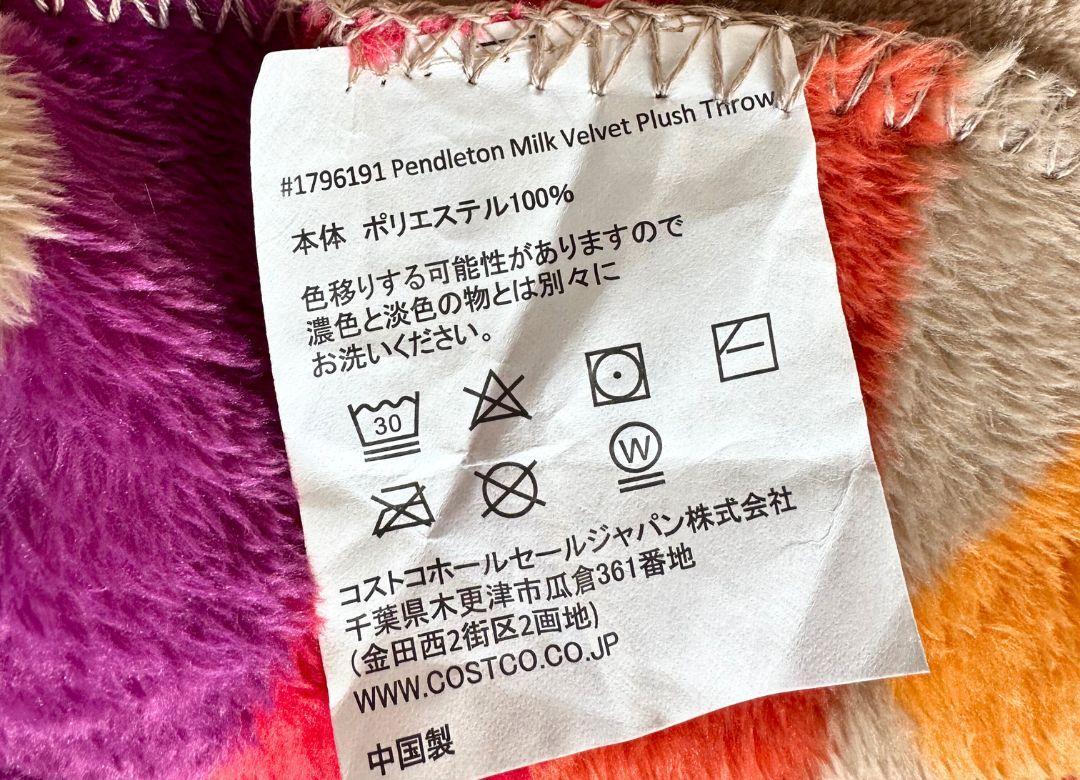 #1796191 Pendleton Milk Velvet Plush Throw
本体 ポリエステル100%
色移りする可能性がありますので
濃色と淡色の物とは別々に
お洗いください。
30
W
コストコホールセールジャパン株式会社
千葉県木更津市瓜倉361番地
(金田西2街区2画地)
WWW.COSTCO.CO.JP
中国製